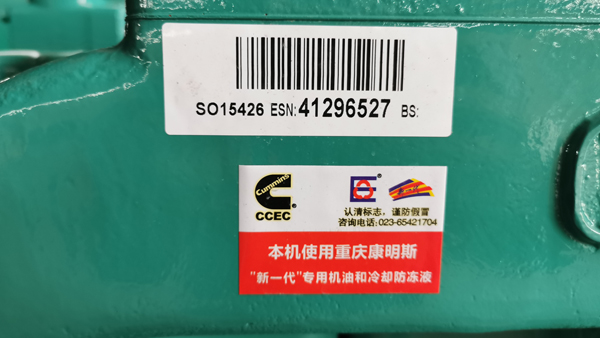 SO15426 ESN:41296527 BS:
Cummins
CCEC
认清标志，谨防假冒
咨询电话:023-65421704
本机使用重庆康明斯
"新一代"专用机油和冷却防冻液